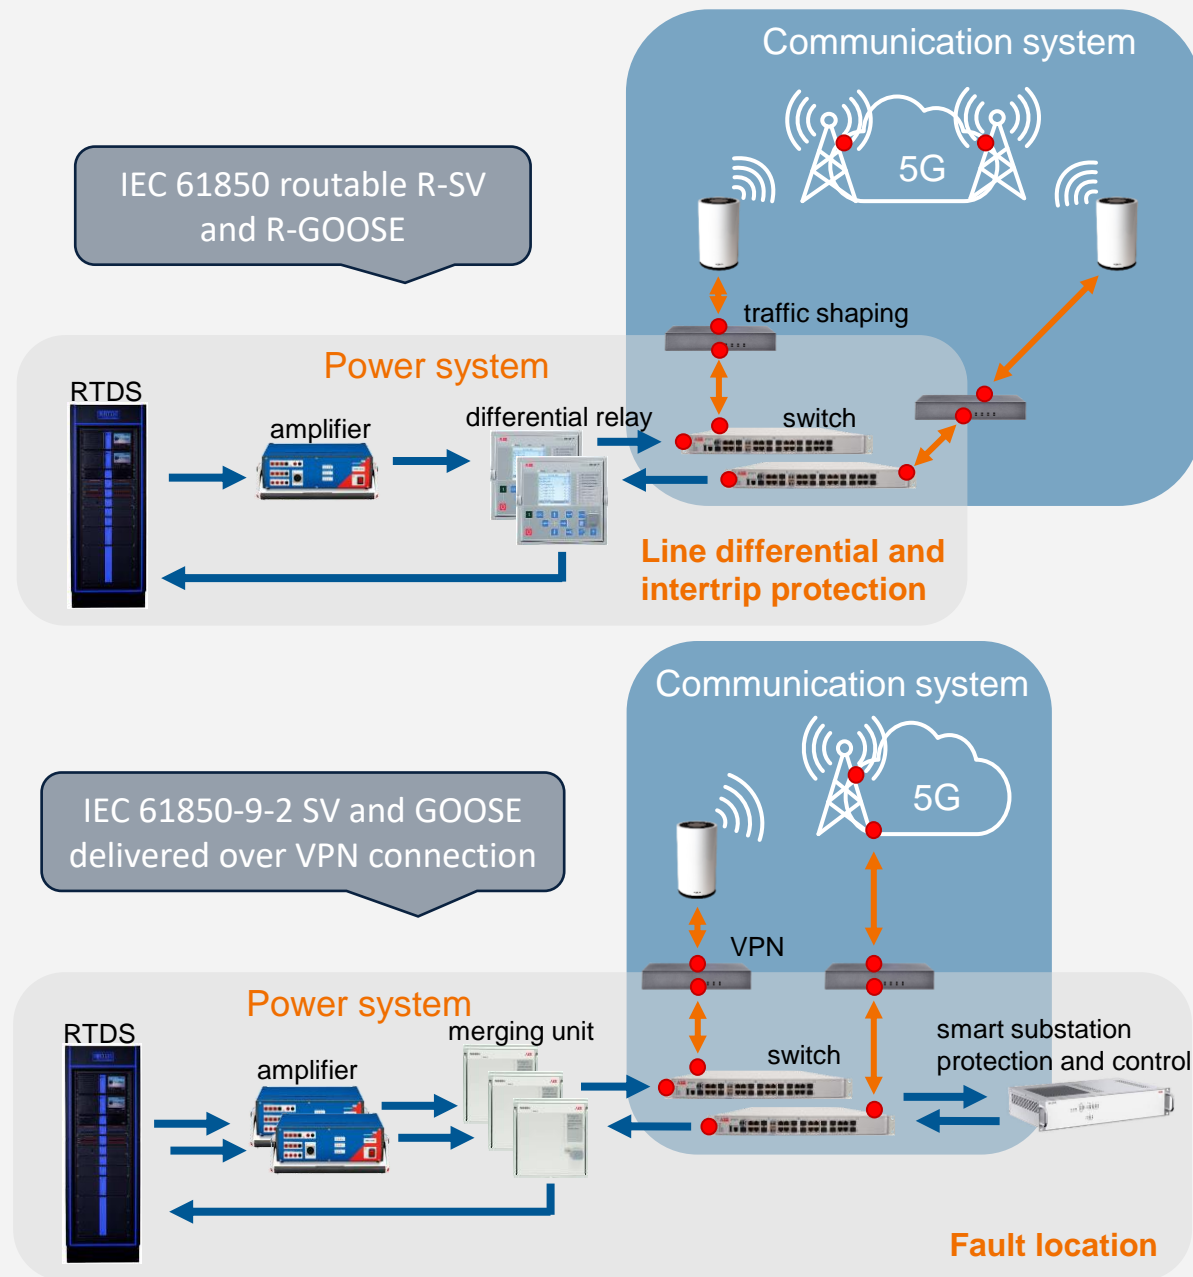 Communication system
5G
IEC 61850 routable R-SV
and R-GOOSE
traffic shaping
Power system
RTDS
amplifier
differential relay
switch
Line differential and
intertrip protection
Communication system
5G
IEC 61850-9-2 SV and GOOSE
delivered over VPN connection
VPN
Power system
RTDS
amplifier
merging unit
switch
smart substation
protection and control
Fault location